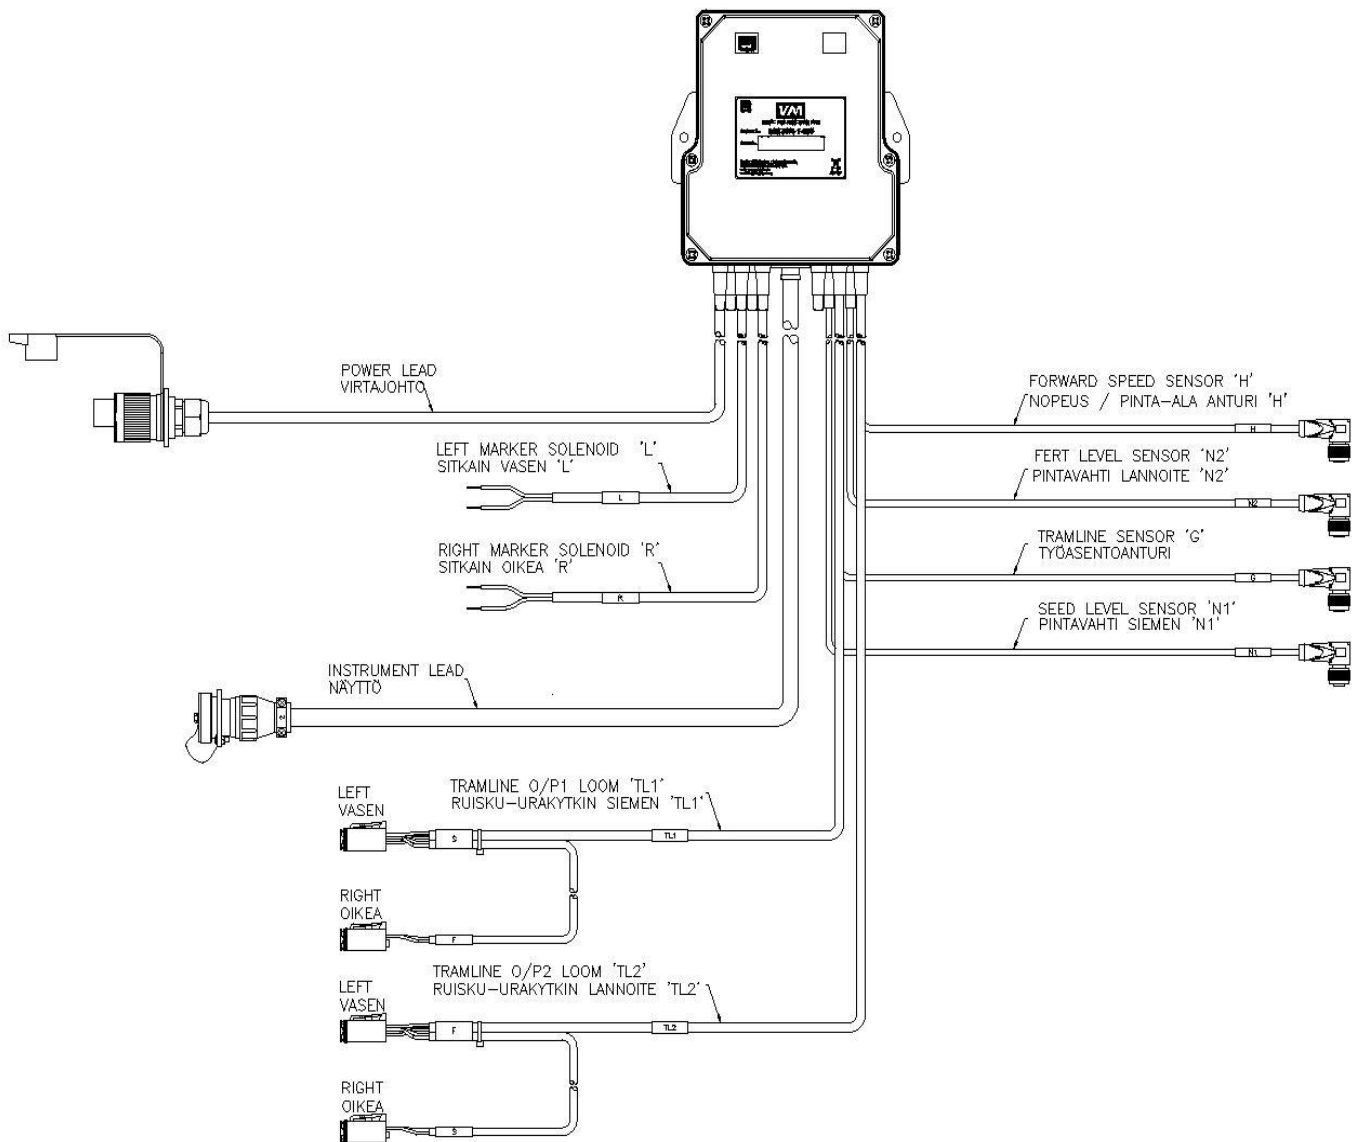 VM
POWER LEAD
VIRTAJOHTO
FORWARD SPEED SENSOR 'H'
NOPEUS / PINTA-ALA ANTURI 'H'
H
LEFT MARKER SOLENOID 'L'
SITKAIN VASEN 'L'
L
FERT LEVEL SENSOR 'N2'
PINTAVAHTI LANNOITE 'N2'
N2
RIGHT MARKER SOLENOID 'R'
SITKAIN OIKEA 'R'
R
TRAMLINE SENSOR 'G'
TYÖASENTOANTURI
G
SEED LEVEL SENSOR 'N1'
PINTAVAHTI SIEMEN 'N1'
N1
INSTRUMENT LEAD
NÄYTTÖ
LEFT
VASEN
TRAMLINE O/P1 LOOM 'TL1'
RUISKU-URAKYTKIN SIEMEN 'TL1'
S
TL1
RIGHT
OIKEA
F
LEFT
VASEN
TRAMLINE O/P2 LOOM 'TL2'
RUISKU-URAKYTKIN LANNOITE 'TL2'
F
TL2
RIGHT
OIKEA
S